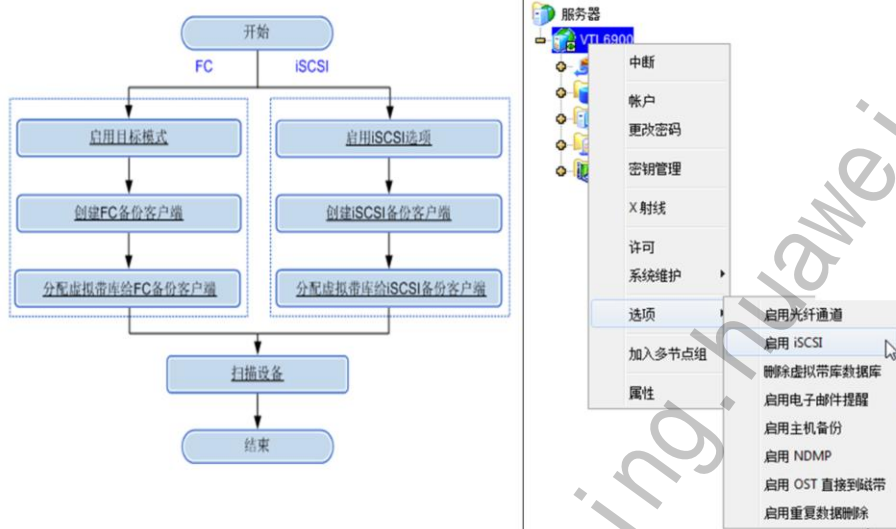 开始
FC iSCSI
启用目标模式 启用iSCSI选项
创建FC备份客户端 创建iSCSI备份客户端
分配虚拟带库给FC备份客户端 分配虚拟带库给iSCSI备份客户端
扫描设备
结束
服务器
VTL6900
中断
帐户
更改密码
密钥管理
X射线
许可
系统维护
选项
加入多节点组
属性
启用光纤通道
启用 iSCSI
删除虚拟带库数据库
启用电子邮件提醒
启用主机备份
启用 NDMP
启用 OST 直接到磁带
启用重复数据删除
ing.huawei.